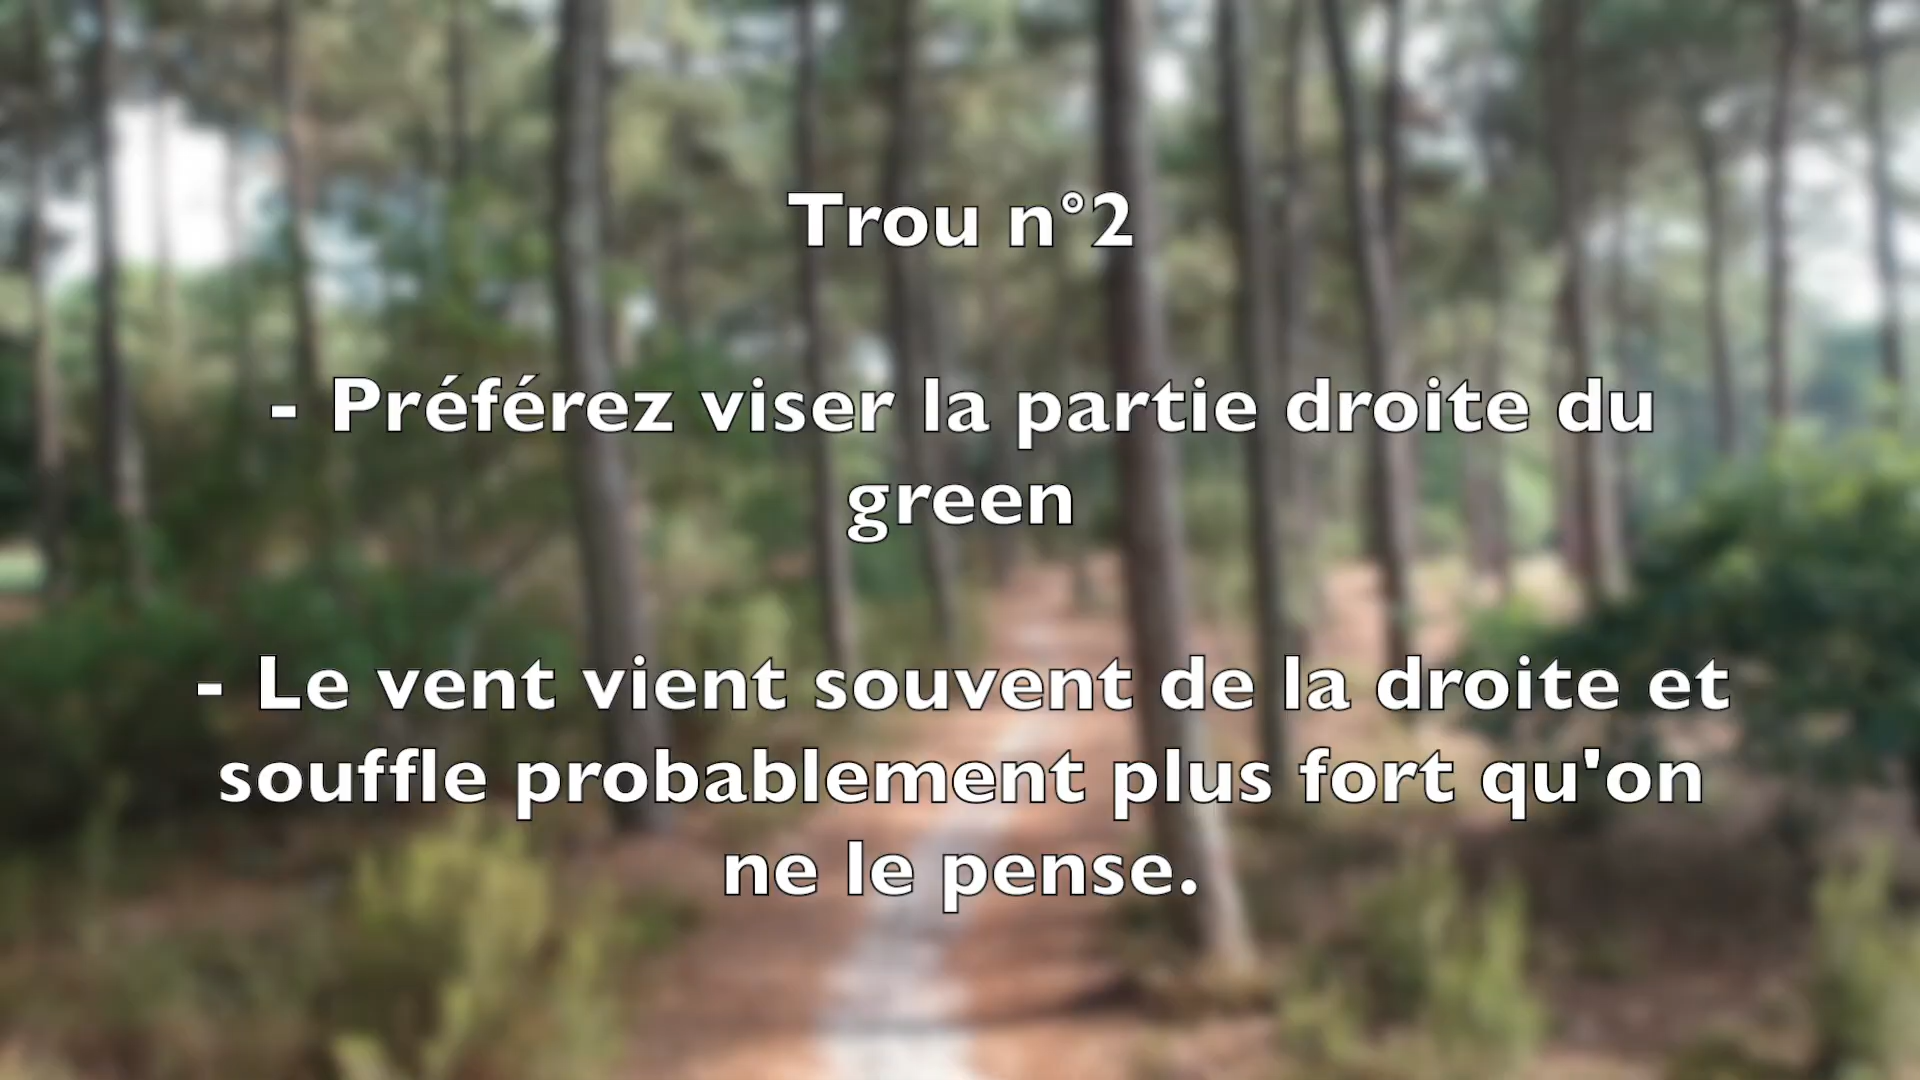 Trou n°2
- Préférez viser la partie droite du
green
- Le vent vient souvent de la droite et
souffle probablement plus fort qu'on
ne le pense.